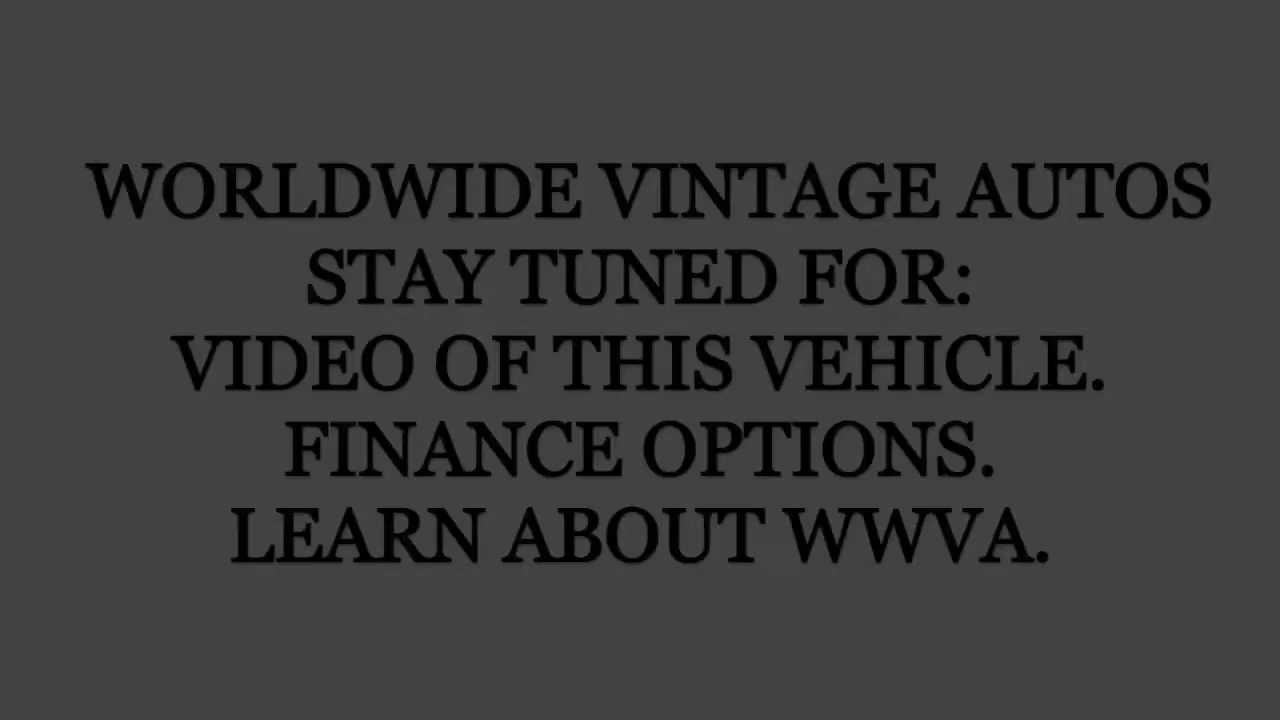 WORLDWIDE VINTAGE AUTOS
STAY TUNED FOR:
VIDEO OF THIS VEHICLE.
FINANCE OPTIONS.
LEARN ABOUT WWVA.